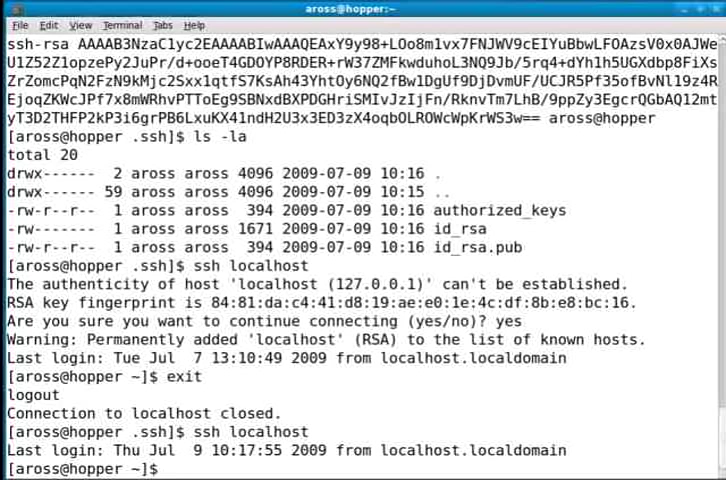 aross@hopper:~
File Edit View Terminal Tabs Help
ssh-rsa AAAAB3NzaC1yc2EAAAABIwAAAQEAxY9y98+LOo8m1vx7FNJWV9cEIYuBbwLFOAzsV0x0AJWe
U1Z52Z1opzePy2JuPr/d+ooeT4GDOYP8RDER+rW37ZMFkwduhoL3NQ9Jb/5rq4+dYh1h5UGXdbp8FiXs
ZrZomcPqN2FzN9kMjc2Sxx1qtfS7KsAh43YhtOy6NQ2fBw1DgUf9DjDvmUF/UCJR5Pf35ofBvNl19z4R
EjoqZKWcJPf7x8mWRhvPTToEg9SBNxdBXPDGHriSMIvJzIjFn/RknvTm7LhB/9ppZy3EgcrQGbAQ12mt
yT3D2THFP2kP3i6grPB6LxuKX41ndH2U3x3ED3zX4oqbOLROWcWpKrWS3w== aross@hopper
[aross@hopper .ssh]$ ls -la
total 20
drwx------ 2 aross aross 4096 2009-07-09 10:16 .
drwx------ 59 aross aross 4096 2009-07-09 10:15 ..
-rw-r--r-- 1 aross aross 394 2009-07-09 10:16 authorized_keys
-rw------- 1 aross aross 1671 2009-07-09 10:16 id_rsa
-rw-r--r-- 1 aross aross 394 2009-07-09 10:16 id_rsa.pub
[aross@hopper .ssh]$ ssh localhost
The authenticity of host 'localhost (127.0.0.1)' can't be established.
RSA key fingerprint is 84:81:da:c4:41:d8:19:ae:e0:1e:4c:df:8b:e8:bc:16.
Are you sure you want to continue connecting (yes/no)? yes
Warning: Permanently added 'localhost' (RSA) to the list of known hosts.
Last login: Tue Jul  7 13:10:49 2009 from localhost.localdomain
[aross@hopper ~]$ exit
logout
Connection to localhost closed.
[aross@hopper .ssh]$ ssh localhost
Last login: Thu Jul  9 10:17:55 2009 from localhost.localdomain
[aross@hopper ~]$